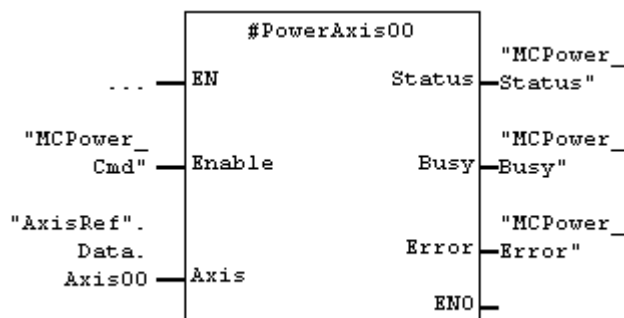 #PowerAxis00
...
EN
Status
"MCPower_
Status"
"MCPower_
Cmd"
Enable
Busy
"MCPower_
Busy"
"AxisRef".
Data.
Axis00
Axis
Error
"MCPower_
Error"
ENO